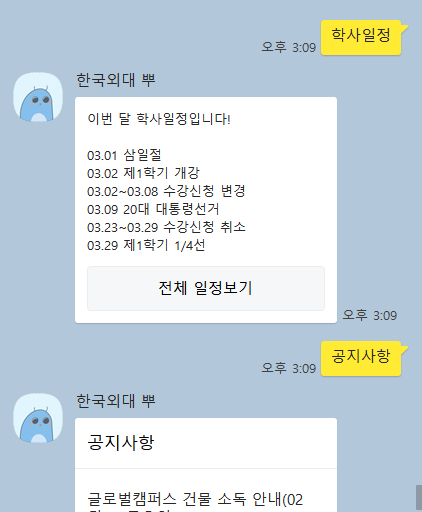 학사일정
오후 3:09
한국외대 뿌
이번 달 학사일정입니다!
03.01 삼일절
03.02 제1학기 개강
03.02~03.08 수강신청 변경
03.09 20대 대통령선거
03.23~03.29 수강신청 취소
03.29 제1학기 1/4선
전체 일정보기
오후 3:09
공지사항
오후 3:09
한국외대 뿌
공지사항
글로벌캠퍼스 건물 소독 안내(02